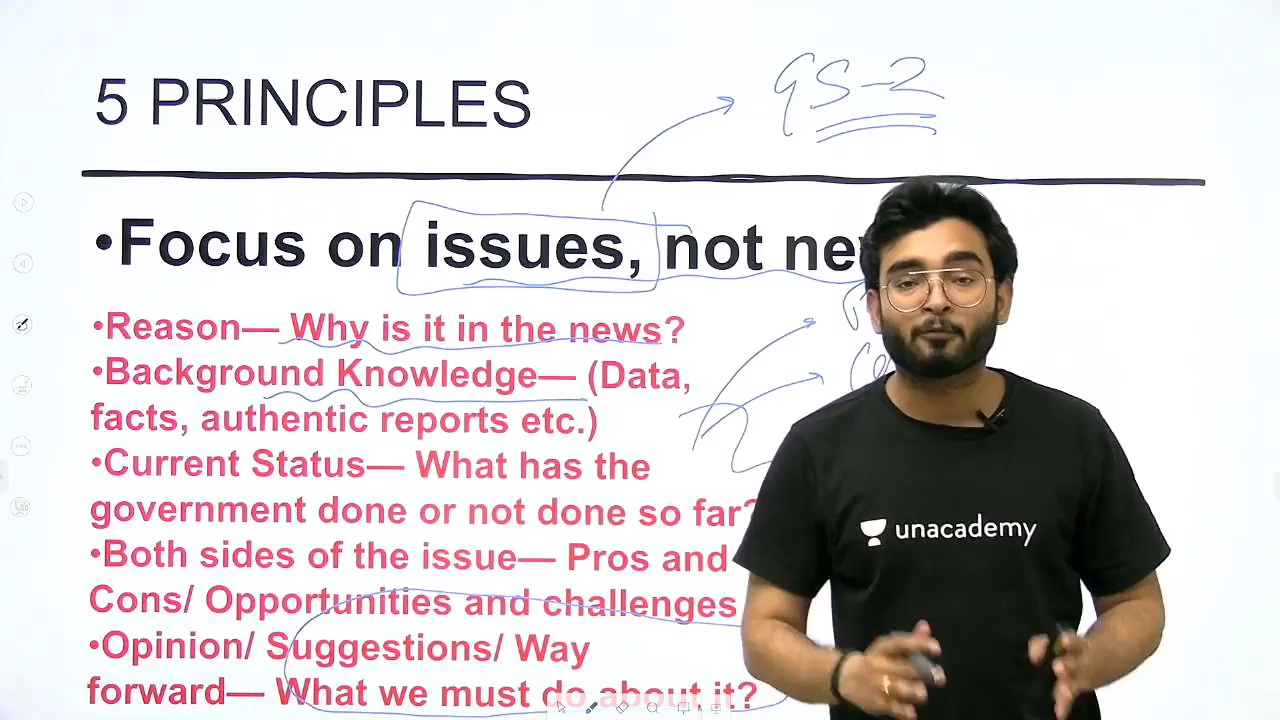 5 PRINCIPLES
GS-2
•Focus on issues, not
•Reason— Why is it in the news?
•Background Knowledge— (Data,
facts, authentic reports etc.)
•Current Status— What has the
government done or not done so far?
•Both sides of the issue— Pros and
Cons/ Opportunities and challenges
•Opinion/ Suggestions/ Way
forward— What we must do about it?
unacademy